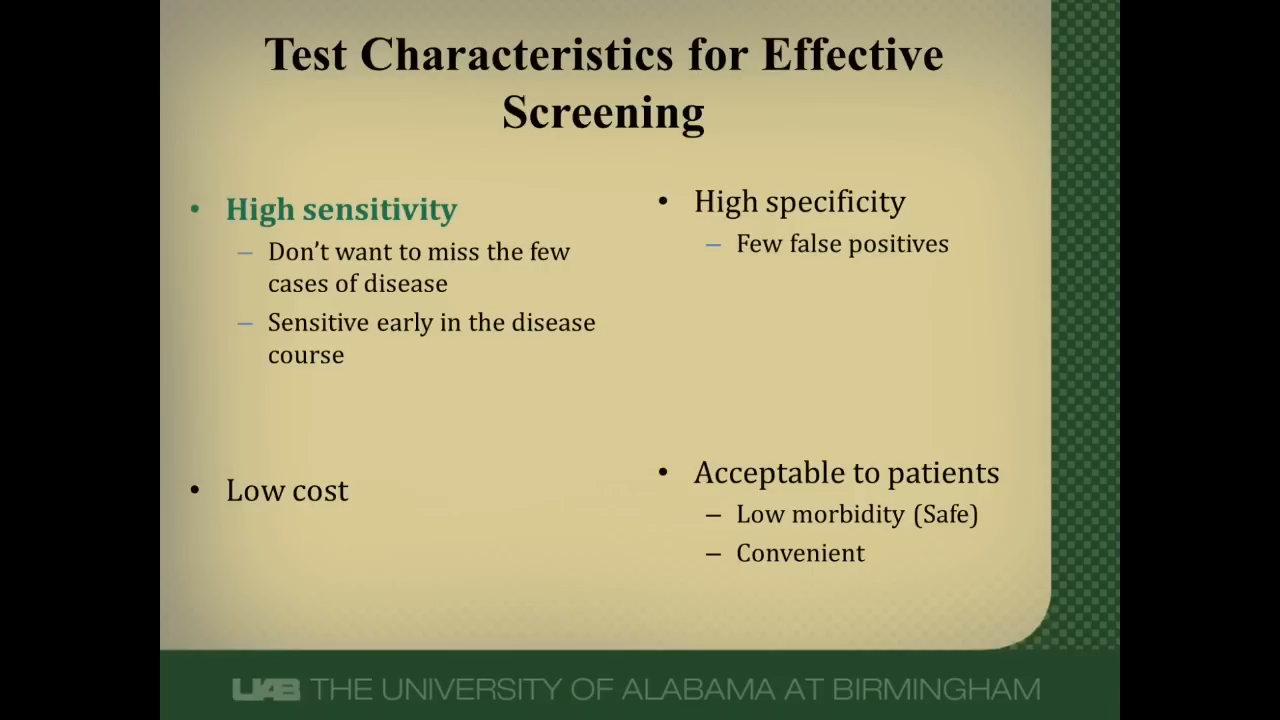 Test Characteristics for Effective
Screening
• High sensitivity
– Don’t want to miss the few
cases of disease
– Sensitive early in the disease
course
• Low cost
• High specificity
– Few false positives
• Acceptable to patients
– Low morbidity (Safe)
– Convenient
UAB THE UNIVERSITY OF ALABAMA AT BIRMINGHAM